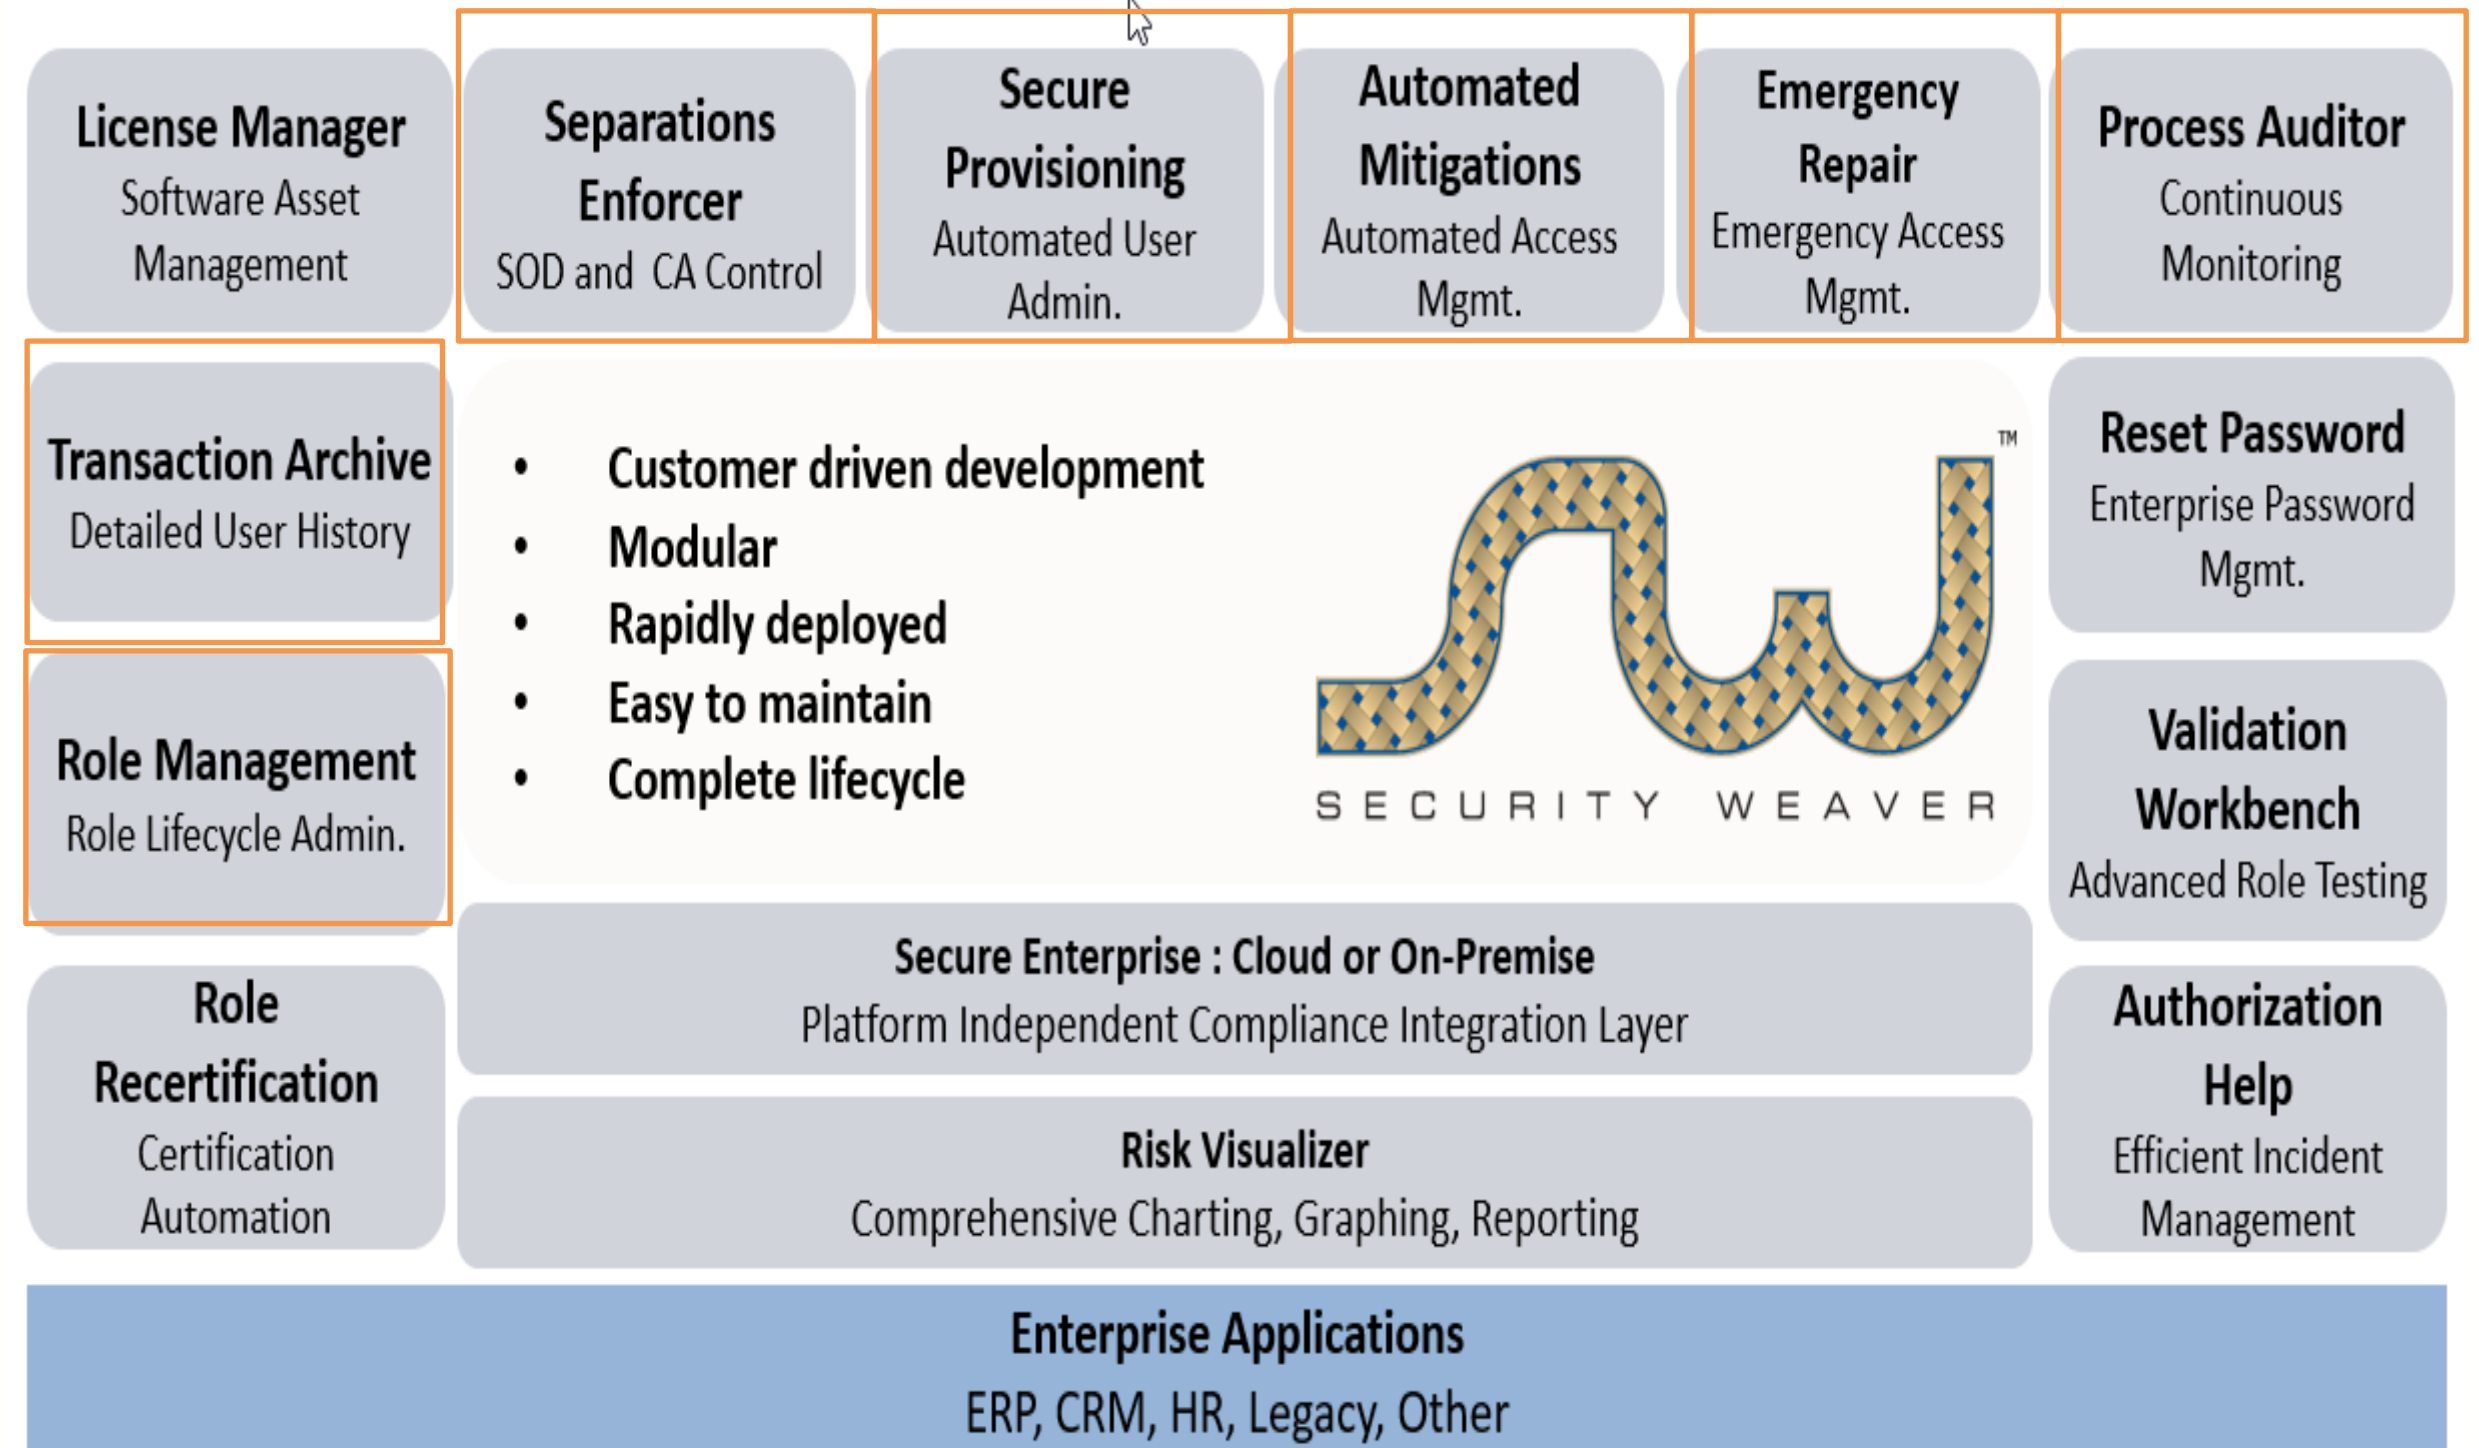 License Manager
Software Asset
Management
Separations
Enforcer
SOD and CA Control
Secure
Provisioning
Automated User
Admin.
Automated
Mitigations
Automated Access
Mgmt.
Emergency
Repair
Emergency Access
Mgmt.
Process Auditor
Continuous
Monitoring
Transaction Archive
Detailed User History
• Customer driven development
• Modular
• Rapidly deployed
• Easy to maintain
• Complete lifecycle
TM
SECURITY WEAVER
Reset Password
Enterprise Password
Mgmt.
Role Management
Role Lifecycle Admin.
Validation
Workbench
Advanced Role Testing
Role
Recertification
Certification
Automation
Secure Enterprise : Cloud or On-Premise
Platform Independent Compliance Integration Layer
Risk Visualizer
Comprehensive Charting, Graphing, Reporting
Authorization
Help
Efficient Incident
Management
Enterprise Applications
ERP, CRM, HR, Legacy, Other